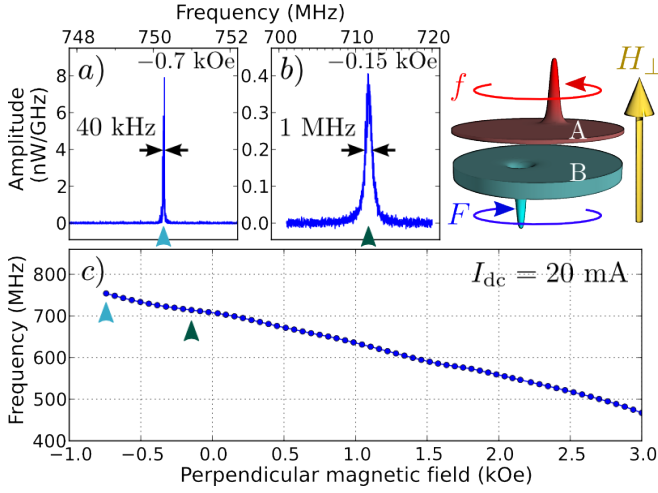 Frequency (MHz)
748 750 752 700 710 720
a) −0.7 kOe
b) −0.15 kOe
Amplitude
(nW/GHz)
8
6
4
2
0
0.4
0.3
0.2
0.1
0.0
40 kHz
1 MHz
f
A
B
F
H⊥
c)
I_dc = 20 mA
Frequency (MHz)
800
700
600
500
400
−1.0 −0.5 0.0 0.5 1.0 1.5 2.0 2.5 3.0
Perpendicular magnetic field (kOe)